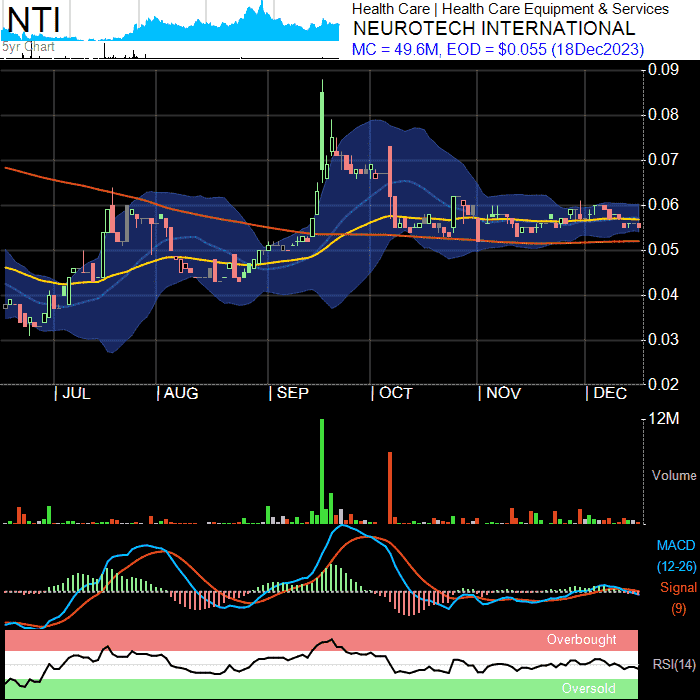 NTI
5yr Chart
Health Care | Health Care Equipment & Services
NEUROTECH INTERNATIONAL
MC = 49.6M, EOD = $0.055 (18Dec2023)
0.09
0.08
0.07
0.06
0.05
0.04
0.03
0.02
| JUL | AUG | SEP | OCT | NOV | DEC
12M
Volume
MACD
(12-26)
Signal
(9)
Overbought
RSI(14)
Oversold